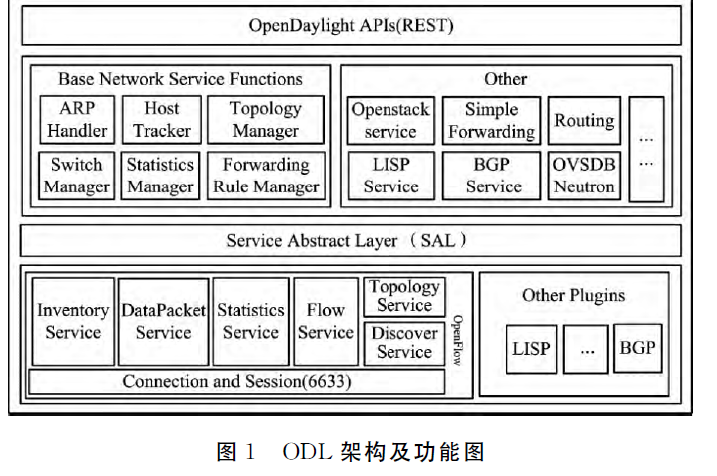 OpenDaylight APIs(REST)
Base Network Service Functions
ARP
Handler
Host
Tracker
Topology
Manager
Switch
Manager
Statistics
Manager
Forwarding
Rule Manager
Other
Openstack
service
Simple
Forwarding
Routing
...
...
LISP
Service
BGP
Service
OVSDB
Neutron
Service Abstract Layer （SAL）
Inventory
Service
DataPacket
Service
Statistics
Service
Flow
Service
Topology
Service
Discover
Service
OpenFlow
Connection and Session(6633)
Other Plugins
LISP
...
BGP
图 1 ODL 架构及功能图